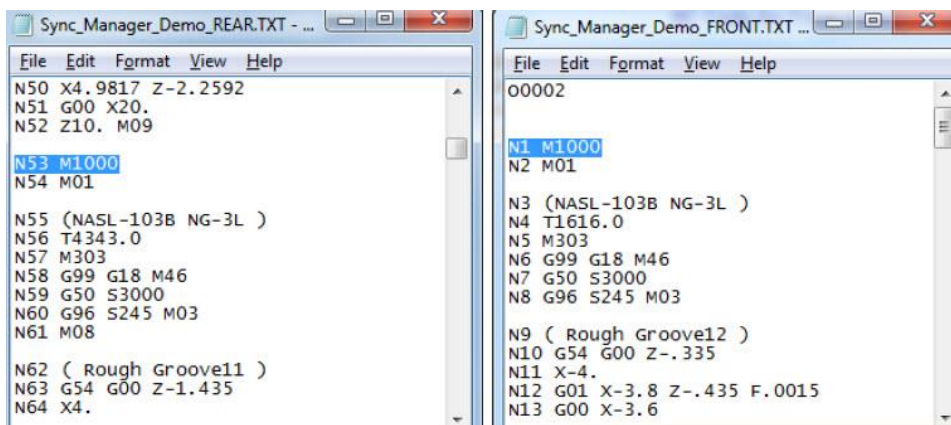 Sync_Manager_Demo_REAR.TXT - ...
File Edit Format View Help
N50 X4.9817 Z-2.2592
N51 G00 X20.
N52 Z10. M09
N53 M1000
N54 M01
N55 (NASL-103B NG-3L )
N56 T4343.0
N57 M303
N58 G99 G18 M46
N59 G50 S3000
N60 G96 S245 M03
N61 M08
N62 ( Rough Groove11 )
N63 G54 G00 Z-1.435
N64 X4.
Sync_Manager_Demo_FRONT.TXT ...
File Edit Format View Help
O0002
N1 M1000
N2 M01
N3 (NASL-103B NG-3L )
N4 T1616.0
N5 M303
N6 G99 G18 M46
N7 G50 S3000
N8 G96 S245 M03
N9 ( Rough Groove12 )
N10 G54 G00 Z-.335
N11 X-4.
N12 G01 X-3.8 Z-.435 F.0015
N13 G00 X-3.6